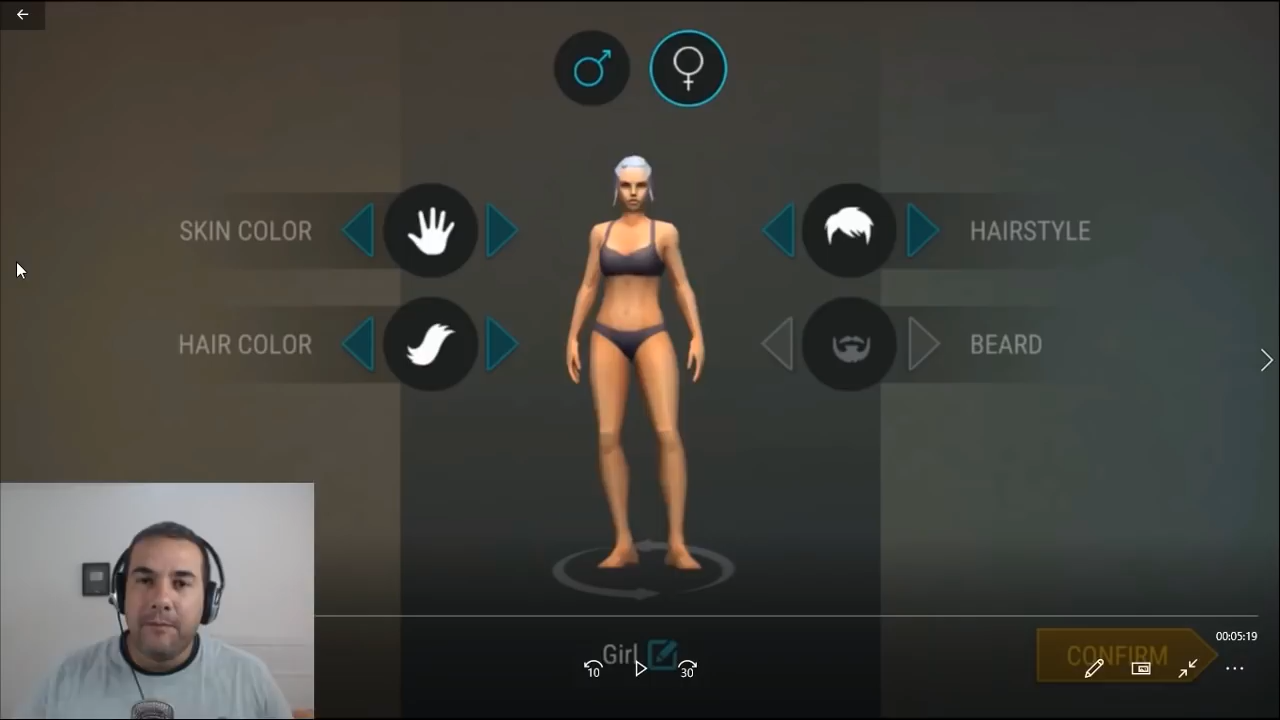 SKIN COLOR
HAIRSTYLE
HAIR COLOR
BEARD
00:05:19
Girl
CONFIRM
10
30